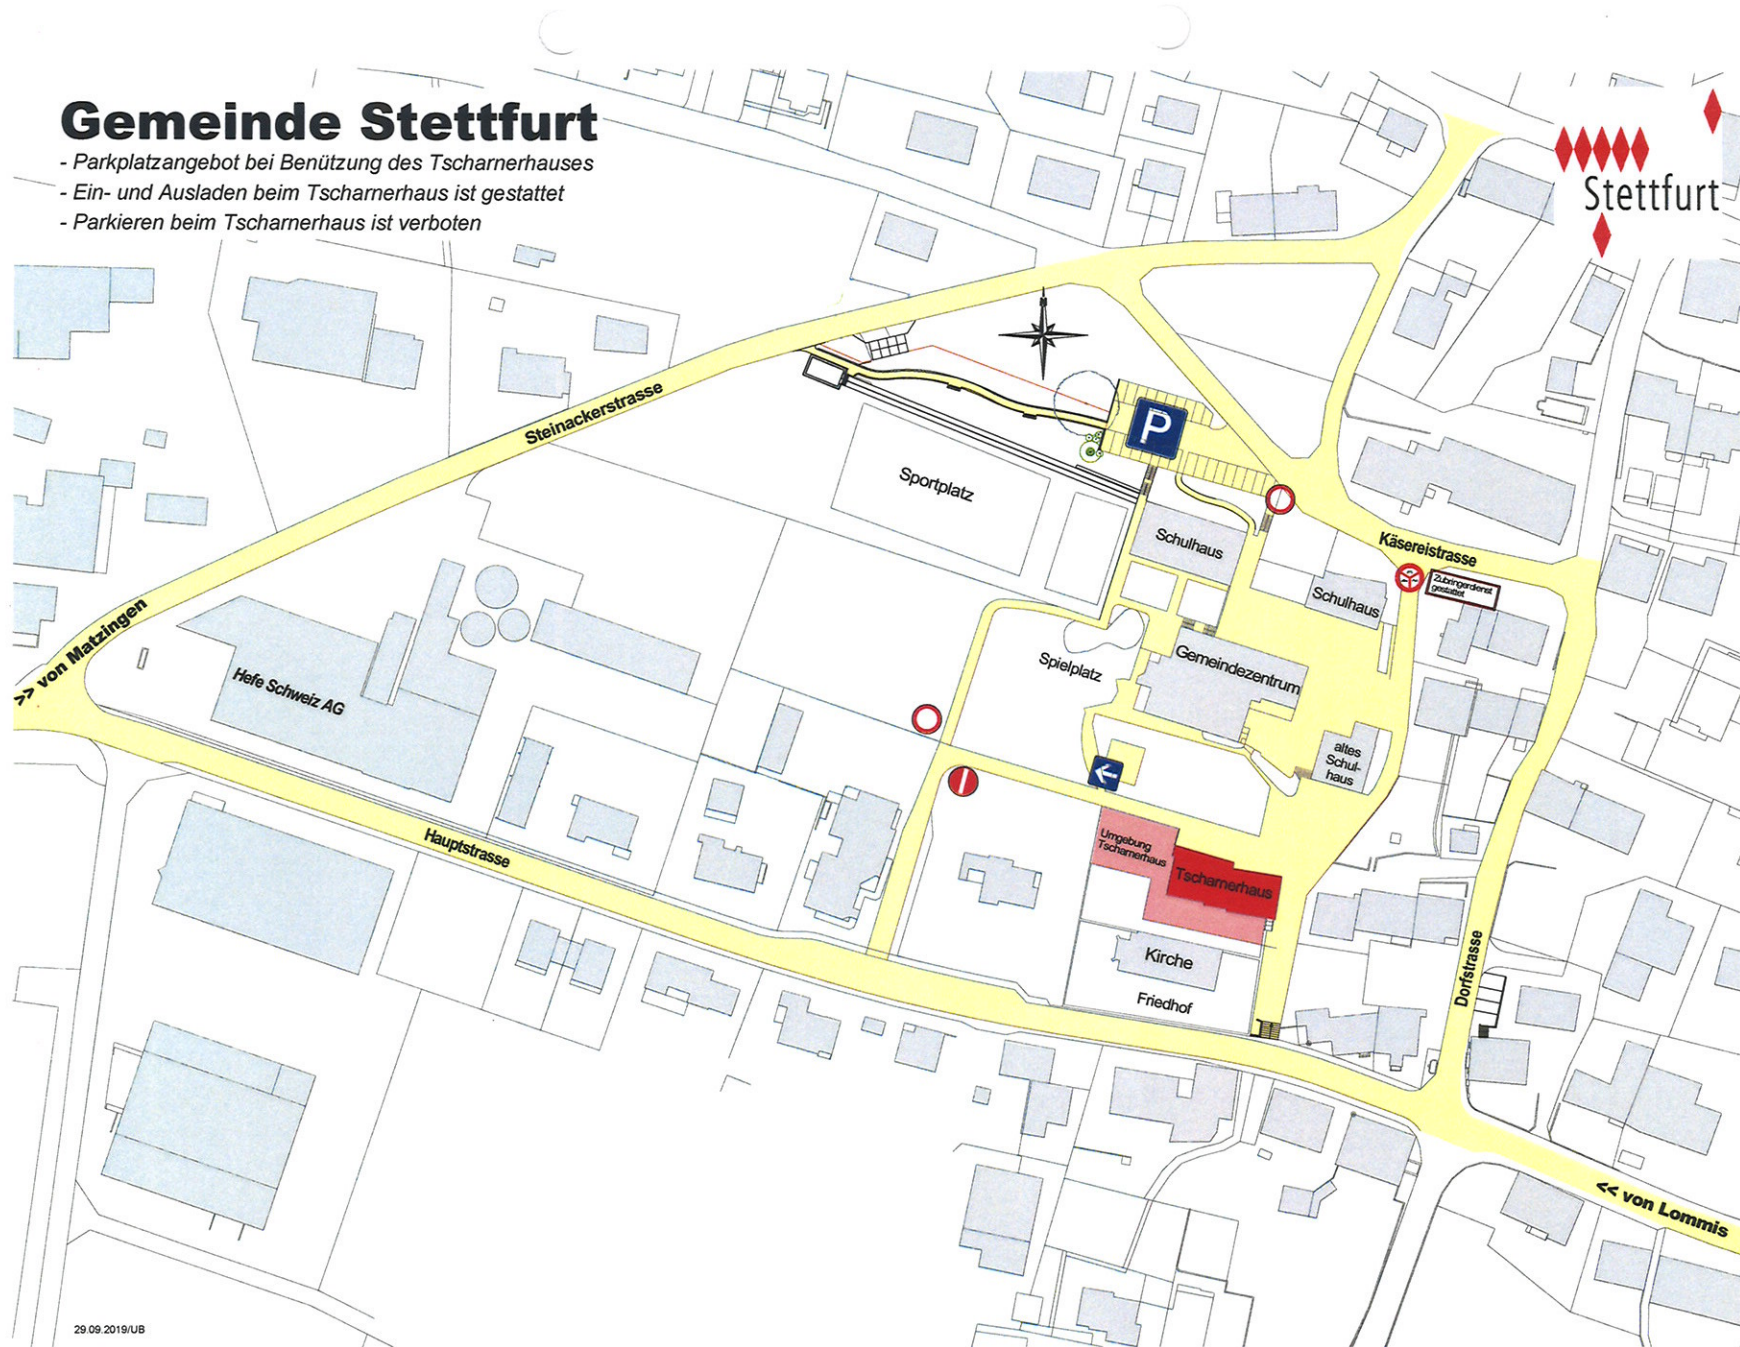 Gemeinde Stettfurt
- Parkplatzangebot bei Benützung des Tscharnerhauses
- Ein- und Ausladen beim Tscharnerhaus ist gestattet
- Parkieren beim Tscharnerhaus ist verboten
Stettfurt
N
Steinackerstrasse
P
Sportplatz
Schulhaus
Käsereistrasse
Zubringerdienst
gestattet
Schulhaus
>> von Matzingen
Spielplatz
Gemeindezentrum
Hefe Schweiz AG
altes
Schul-
haus
Hauptstrasse
Umgebung
Tscharnerhaus
Tscharnerhaus
Kirche
Friedhof
Dorfstrasse
<< von Lommis
29.09.2019/UB